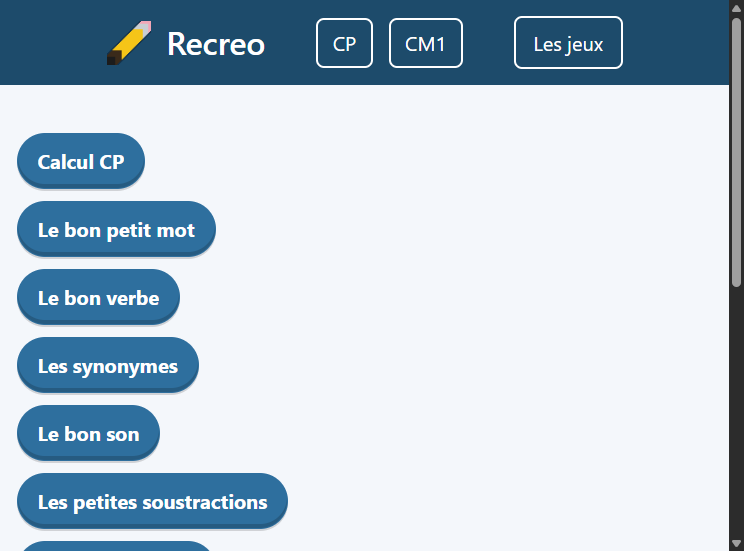 Recreo
CP
CM1
Les jeux
Calcul CP
Le bon petit mot
Le bon verbe
Les synonymes
Le bon son
Les petites soustractions